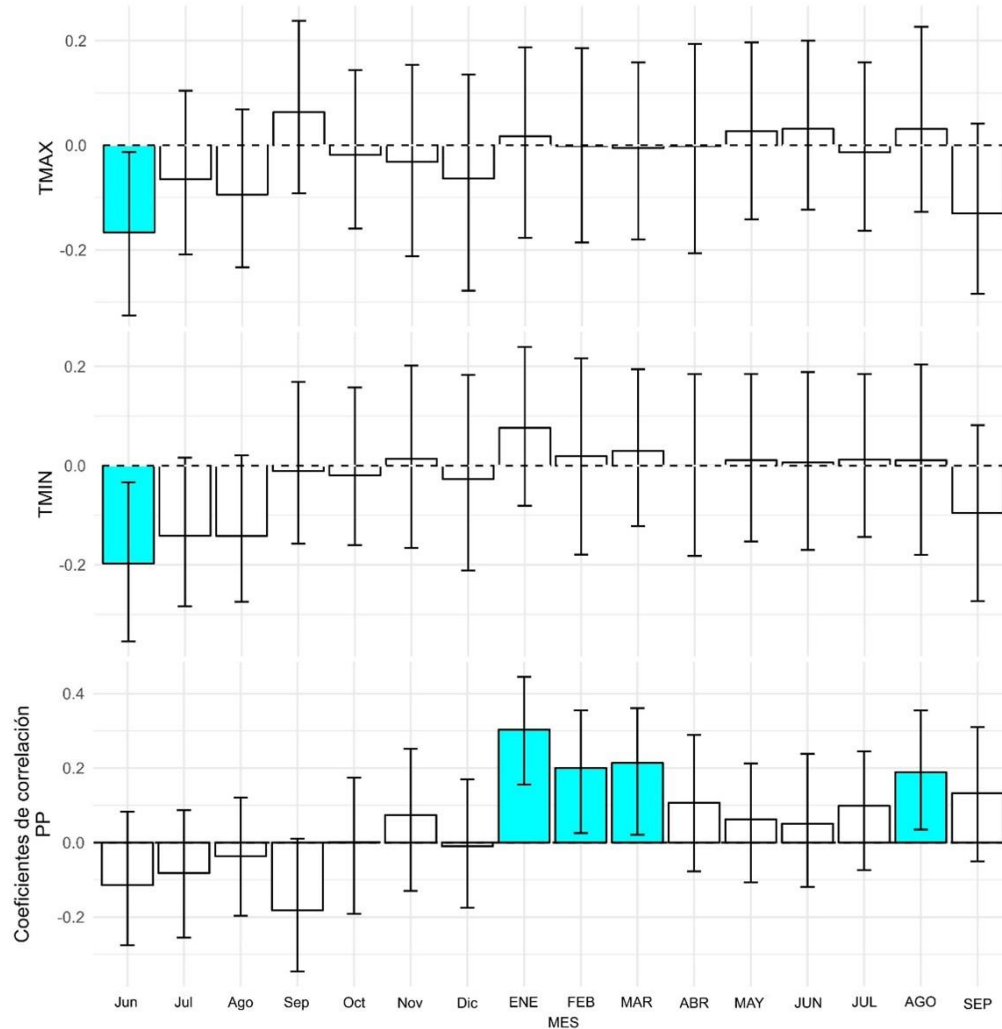 0.2
0.0
-0.2
TMAX
0.2
0.0
-0.2
TMIN
0.4
0.2
0.0
-0.2
Coeficientes de correlación
PP
Jun Jul Ago Sep Oct Nov Dic ENE FEB MAR ABR MAY JUN JUL AGO SEP
MES